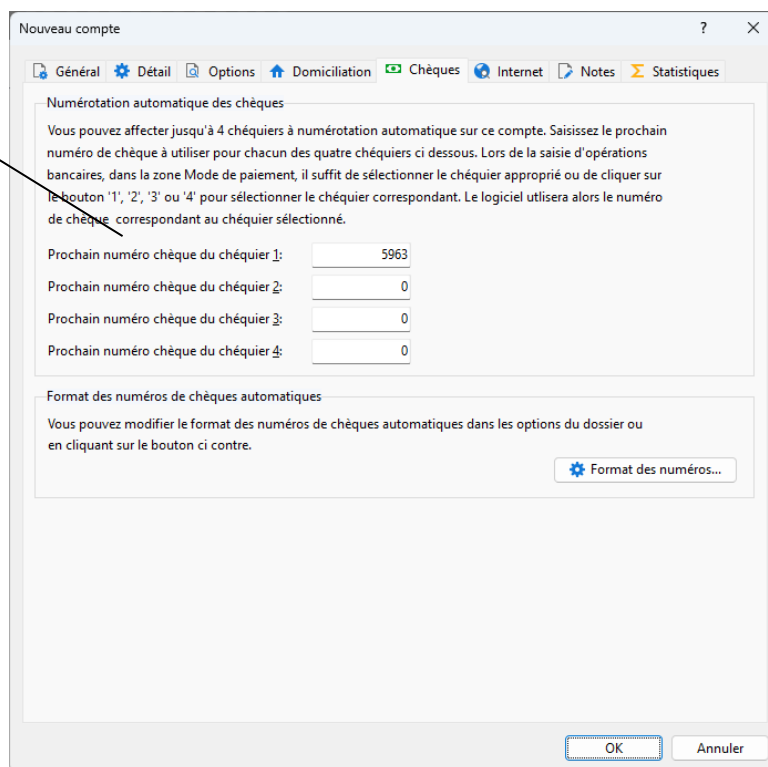 Nouveau compte ?
Général Détail Options Domiciliation Chèques Internet Notes Statistiques
Numérotation automatique des chèques
Vous pouvez affecter jusqu'à 4 chéquiers à numérotation automatique sur ce compte. Saisissez le prochain
numéro de chèque à utiliser pour chacun des quatre chéquiers ci dessous. Lors de la saisie d'opérations
bancaires, dans la zone Mode de paiement, il suffit de sélectionner le chéquier approprié ou de cliquer sur
le bouton '1', '2', '3' ou '4' pour sélectionner le chéquier correspondant. Le logiciel utlisera alors le numéro
de chèque correspondant au chéquier sélectionné.
Prochain numéro chèque du chéquier 1: 5963
Prochain numéro chèque du chéquier 2: 0
Prochain numéro chèque du chéquier 3: 0
Prochain numéro chèque du chéquier 4: 0
Format des numéros de chèques automatiques
Vous pouvez modifier le format des numéros de chèques automatiques dans les options du dossier ou
en cliquant sur le bouton ci contre.
Format des numéros...
OK Annuler